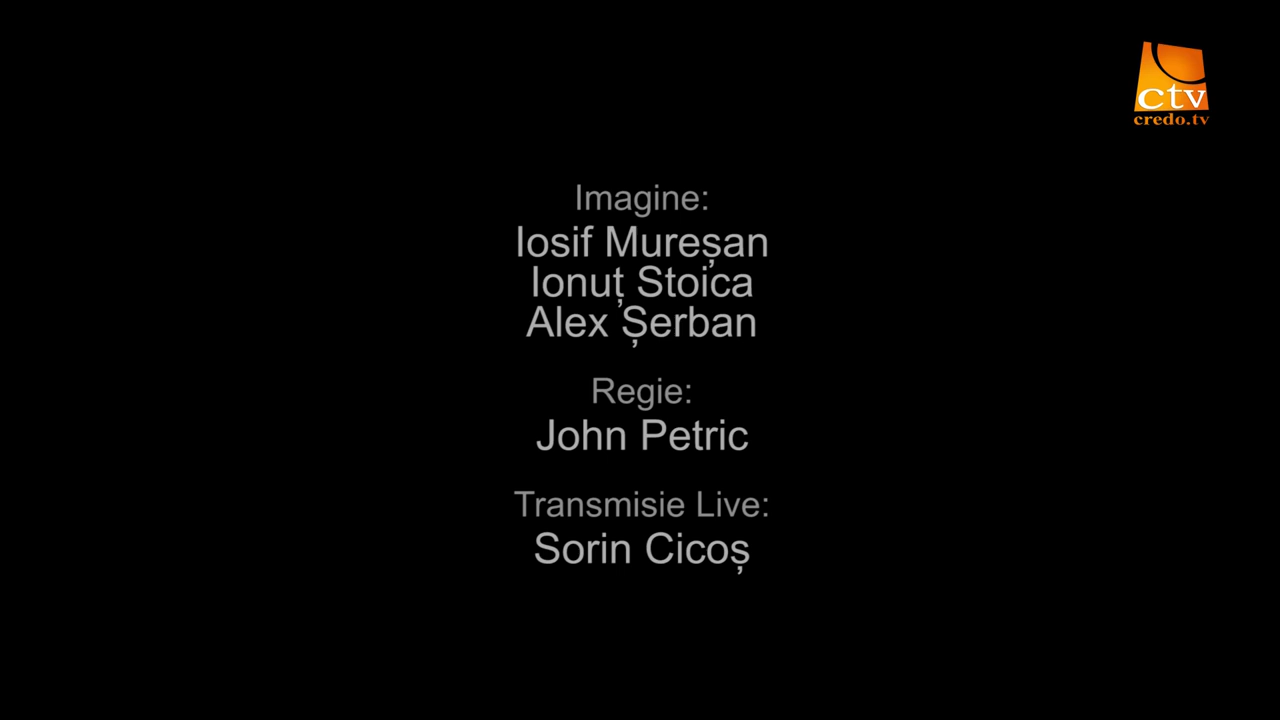 ctv
credo.tv
Imagine:
Iosif Mureșan
Ionuț Stoica
Alex Șerban
Regie:
John Petric
Transmisie Live:
Sorin Cicoș